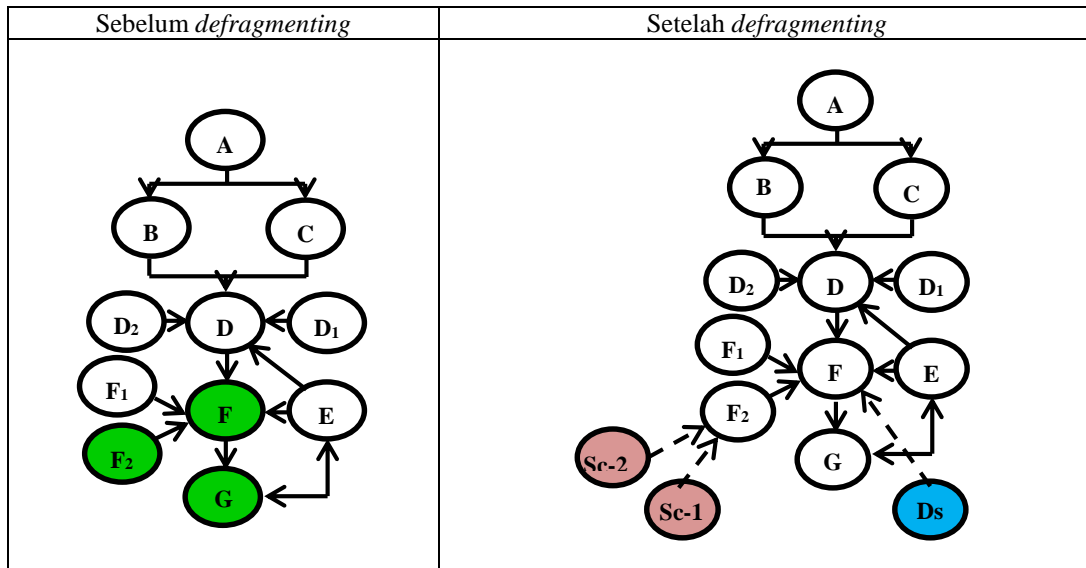 Sebelum defragmenting
Setelah defragmenting
A
B C
D2 D D1
F1
F E
F2
G
A
B C
D2 D D1
F1
F E
F2
G
Sc-2
Sc-1 Ds